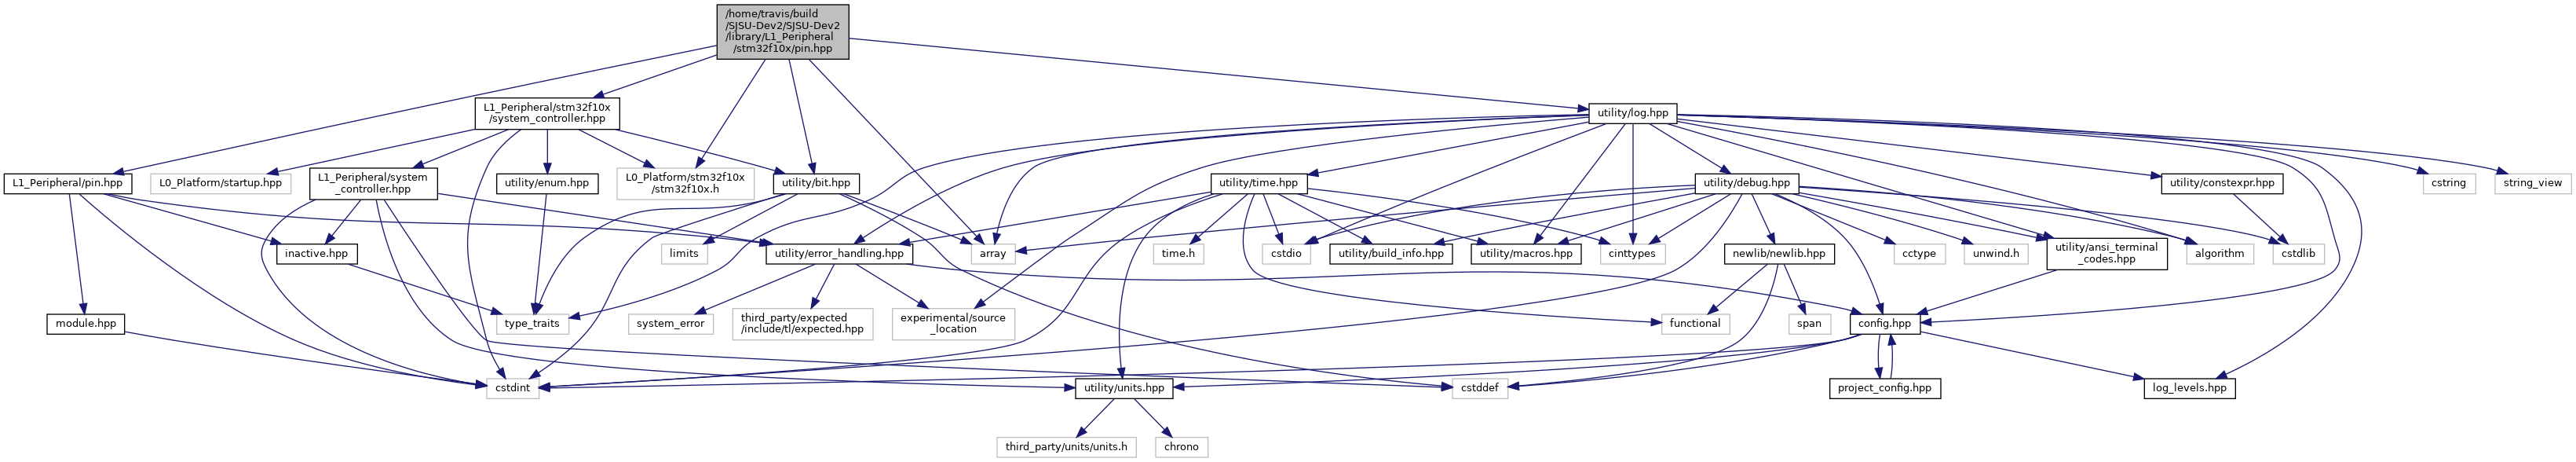 /home/travis/build
/SJSU-Dev2/SJSU-Dev2
/library/L1_Peripheral
/stm32f10x/pin.hpp
L1_Peripheral/stm32f10x
/system_controller.hpp
utility/log.hpp
L1_Peripheral/pin.hpp
L0_Platform/startup.hpp
L1_Peripheral/system
_controller.hpp
utility/enum.hpp
L0_Platform/stm32f10x
/stm32f10x.h
utility/bit.hpp
utility/time.hpp
utility/debug.hpp
utility/constexpr.hpp
cstring
string_view
inactive.hpp
limits
utility/error_handling.hpp
array
time.h
cstdio
utility/build_info.hpp
utility/macros.hpp
cinttypes
newlib/newlib.hpp
cctype
unwind.h
utility/ansi_terminal
_codes.hpp
algorithm
cstdlib
module.hpp
type_traits
system_error
third_party/expected
/include/tl/expected.hpp
experimental/source
_location
functional
span
config.hpp
cstdint
utility/units.hpp
cstddef
project_config.hpp
log_levels.hpp
third_party/units/units.h
chrono